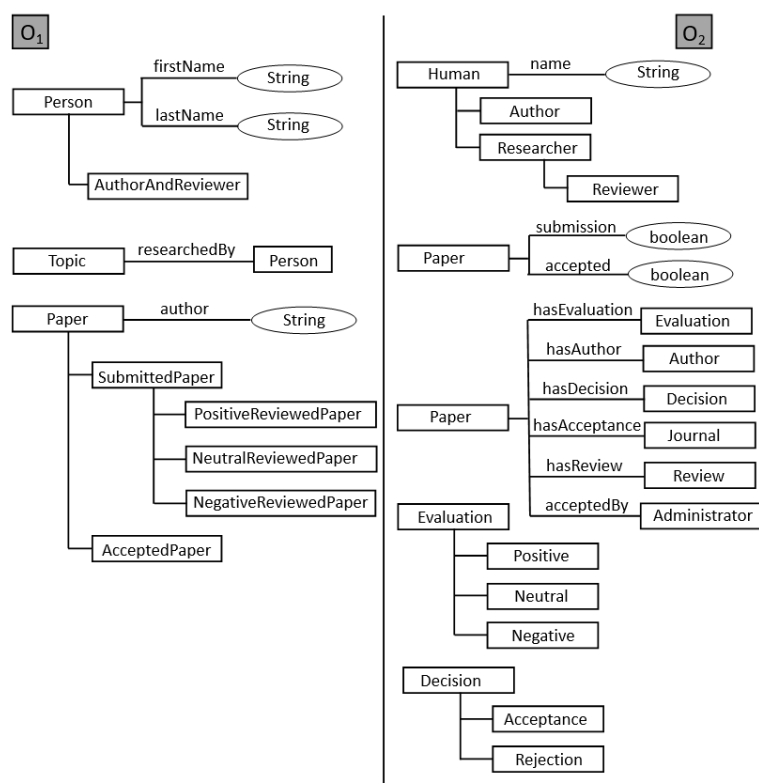 O1
firstName
String
Person
lastName
String
AuthorAndReviewer
Topic
researchedBy
Person
Paper
author
String
SubmittedPaper
PositiveReviewedPaper
NeutralReviewedPaper
NegativeReviewedPaper
AcceptedPaper
O2
Human
name
String
Author
Researcher
Reviewer
submission
boolean
Paper
accepted
boolean
hasEvaluation
Evaluation
hasAuthor
Author
hasDecision
Decision
Paper
hasAcceptance
Journal
hasReview
Review
acceptedBy
Administrator
Evaluation
Positive
Neutral
Negative
Decision
Acceptance
Rejection